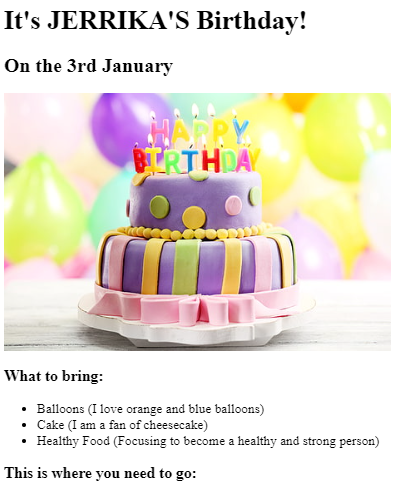 It's JERRIKA'S Birthday!
On the 3rd January
HAPPY
BIRTHDAY
What to bring:
Balloons (I love orange and blue balloons)
Cake (I am a fan of cheesecake)
Healthy Food (Focusing to become a healthy and strong person)
This is where you need to go: